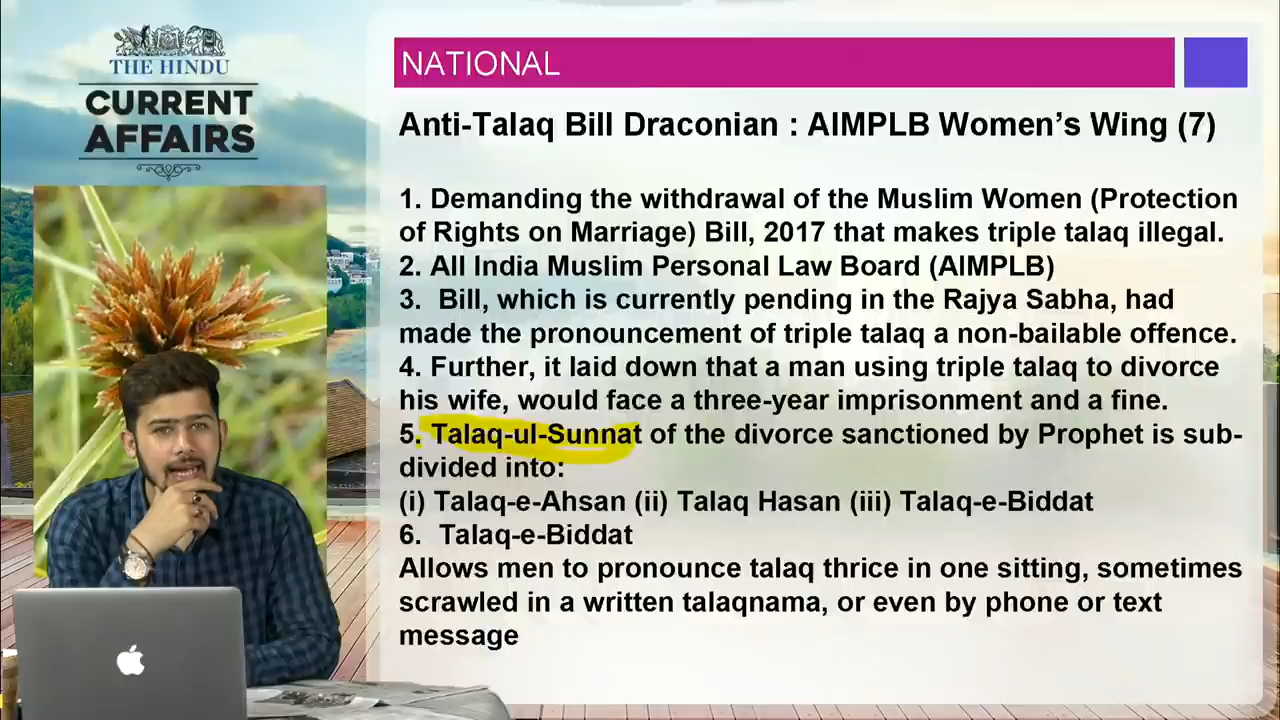 THE HINDU
CURRENT
AFFAIRS
NATIONAL
Anti-Talaq Bill Draconian : AIMPLB Women's Wing (7)
1. Demanding the withdrawal of the Muslim Women (Protection
of Rights on Marriage) Bill, 2017 that makes triple talaq illegal.
2. All India Muslim Personal Law Board (AIMPLB)
3. Bill, which is currently pending in the Rajya Sabha, had
made the pronouncement of triple talaq a non-bailable offence.
4. Further, it laid down that a man using triple talaq to divorce
his wife, would face a three-year imprisonment and a fine.
5. Talaq-ul-Sunnat of the divorce sanctioned by Prophet is sub-
divided into:
(i) Talaq-e-Ahsan (ii) Talaq Hasan (iii) Talaq-e-Biddat
6. Talaq-e-Biddat
Allows men to pronounce talaq thrice in one sitting, sometimes
scrawled in a written talaqnama, or even by phone or text
message